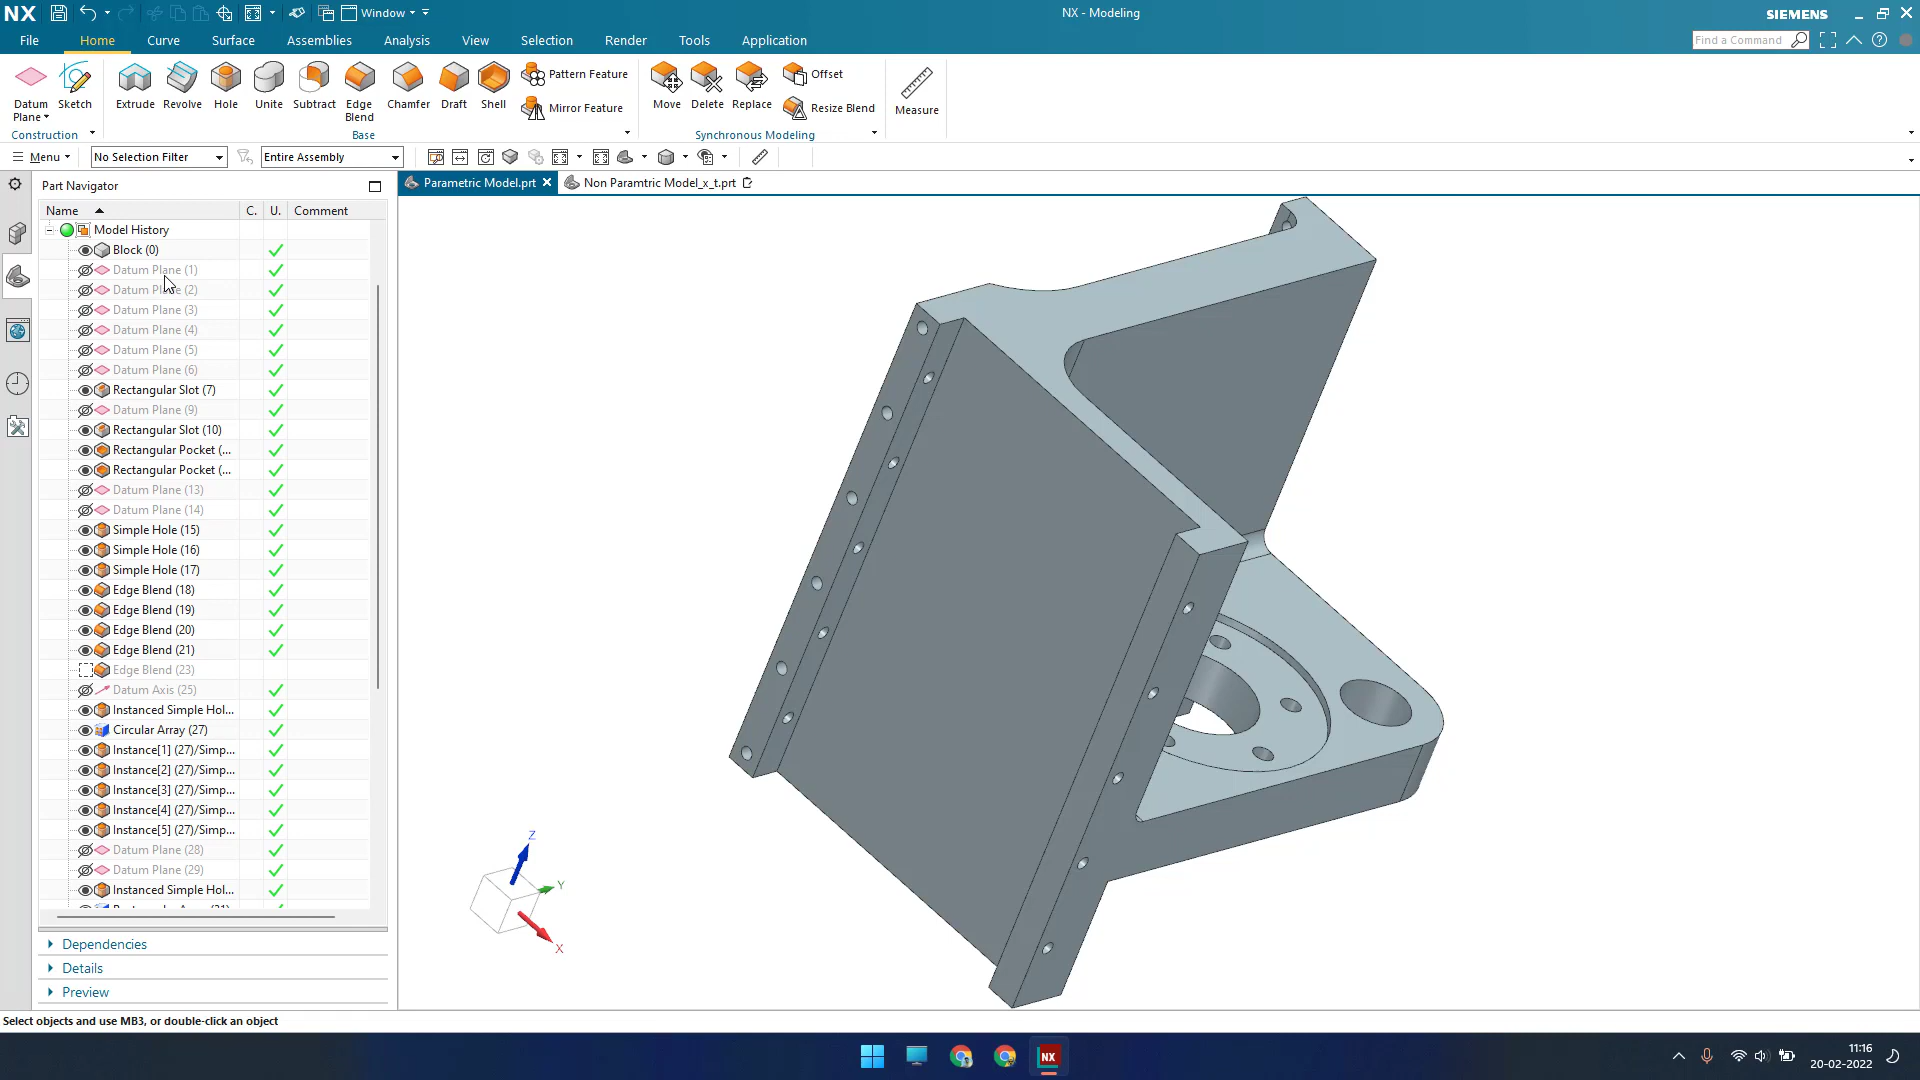 NX
Window
NX - Modeling
SIEMENS
File
Home
Curve
Surface
Assemblies
Analysis
View
Selection
Render
Tools
Application
Find a Command
Datum Plane
Sketch
Extrude
Revolve
Hole
Unite
Subtract
Edge Blend
Chamfer
Draft
Shell
Pattern Feature
Mirror Feature
Move
Delete
Replace
Offset
Resize Blend
Measure
Construction
Base
Synchronous Modeling
Menu
No Selection Filter
Entire Assembly
Part Navigator
Parametric Model.prt
Non Paramtric Model_x_t.prt
Name C. U. Comment
Model History
Block (0)
Datum Plane (1)
Datum Plane (2)
Datum Plane (3)
Datum Plane (4)
Datum Plane (5)
Datum Plane (6)
Rectangular Slot (7)
Datum Plane (9)
Rectangular Slot (10)
Rectangular Pocket (...
Rectangular Pocket (...
Datum Plane (13)
Datum Plane (14)
Simple Hole (15)
Simple Hole (16)
Simple Hole (17)
Edge Blend (18)
Edge Blend (19)
Edge Blend (20)
Edge Blend (21)
Edge Blend (23)
Datum Axis (25)
Instanced Simple Hol...
Circular Array (27)
Instance[1] (27)/Simp...
Instance[2] (27)/Simp...
Instance[3] (27)/Simp...
Instance[4] (27)/Simp...
Instance[5] (27)/Simp...
Datum Plane (28)
Datum Plane (29)
Instanced Simple Hol...
Dependencies
Details
Preview
Z
Y
X
Select objects and use MB3, or double-click an object
NX
11:16
20-02-2022